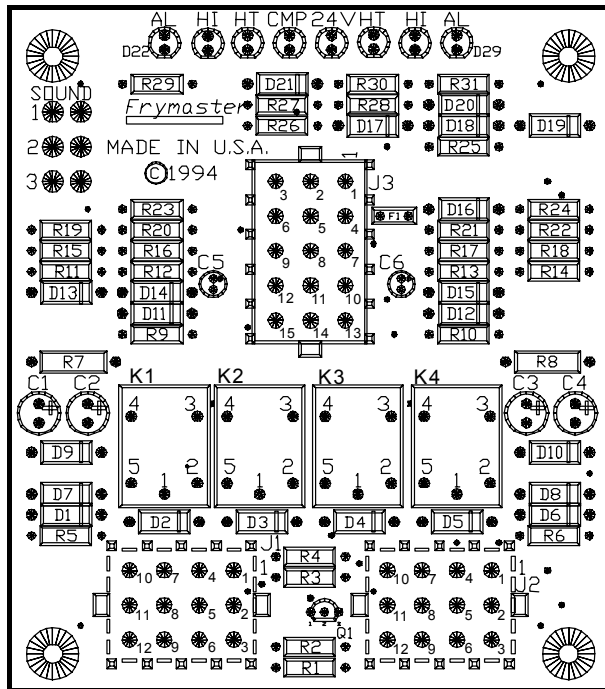 AL HI HT CMP 24V HT HI AL
D22 D29
R29 D21 R30 R31
SOUND
Frymaster R27 R28 D20
1
R26 D17 D18 D19
2 MADE IN U.S.A. R25
3 © 1994
1 J3
3 2 1
R23 D16 R24
6 5 4 F1
R19 R20 R21 R22
R15 R16 9 8 7 R17 R18
R11 R12 C5 C6 R13 R14
D13 D14 12 11 10 D15
D11 D12
R9 15 14 13 R10
R7 R8
K1 K2 K3 K4
C1 C2 C3 C4
4 3 4 3 4 3 4 3
D9 D10
5 2 5 2 5 2 5 2
1 1 1 1
D7 D8
D1 D2 D3 D4 D5 D6
R5 R6
J1
R4
10 7 4 1 1 10 7 4 1 1
R3
J2
11 8 5 2 11 8 5 2
1 2 3
Q1
12 9 6 3 12 9 6 3
R2
R1